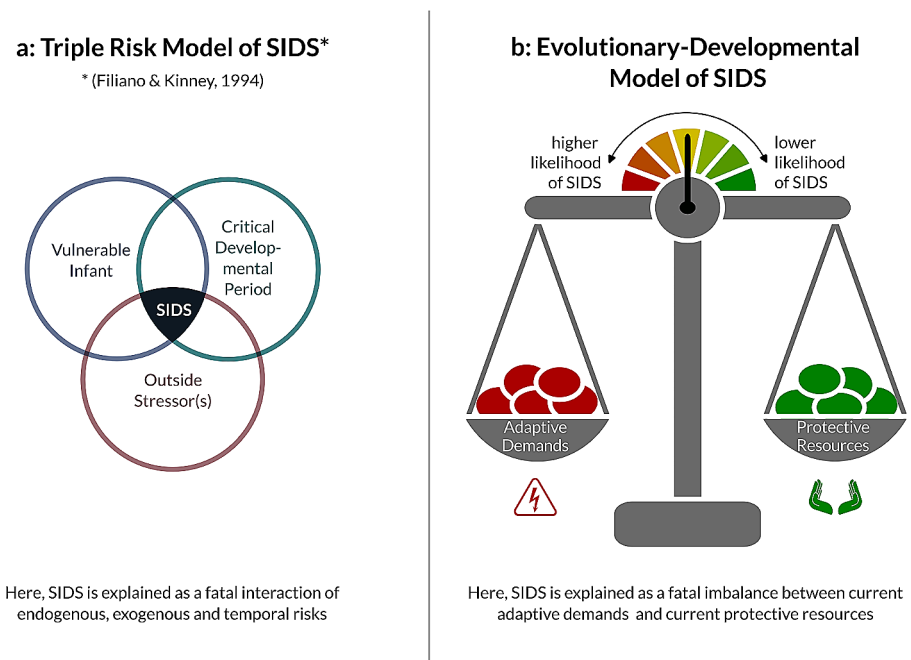 a: Triple Risk Model of SIDS*
* (Filiano & Kinney, 1994)
Vulnerable
Infant
Critical
Develop-
mental
Period
SIDS
Outside
Stressor(s)
Here, SIDS is explained as a fatal interaction of
endogenous, exogenous and temporal risks
b: Evolutionary-Developmental
Model of SIDS
higher
likelihood
of SIDS
lower
likelihood
of SIDS
Adaptive
Demands
Protective
Resources
Here, SIDS is explained as a fatal imbalance between current
adaptive demands and current protective resources